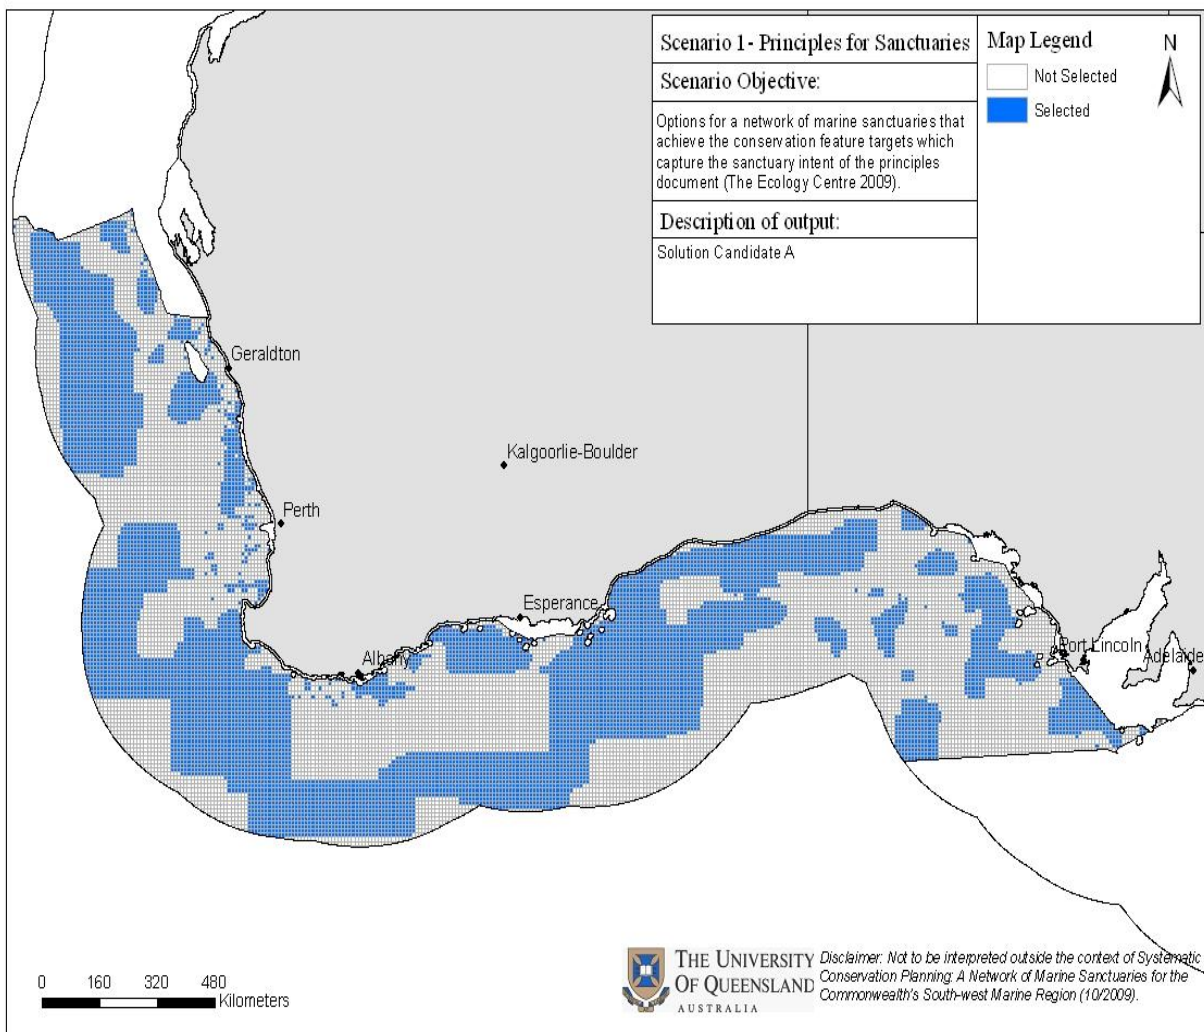 Scenario 1- Principles for Sanctuaries
Scenario Objective:
Options for a network of marine sanctuaries that
achieve the conservation feature targets which
capture the sanctuary intent of the principles
document (The Ecology Centre 2009).
Description of output:
Solution Candidate A
Map Legend
N
Not Selected
Selected
Geraldton
Kalgoorlie-Boulder
Perth
Esperance
Albany
Port Lincoln
Adelaide
0 160 320 480
Kilometers
THE UNIVERSITY
OF QUEENSLAND
AUSTRALIA
Disclaimer: Not to be interpreted outside the context of Systematic
Conservation Planning: A Network of Marine Sanctuaries for the
Commonwealth's South-west Marine Region (10/2009).